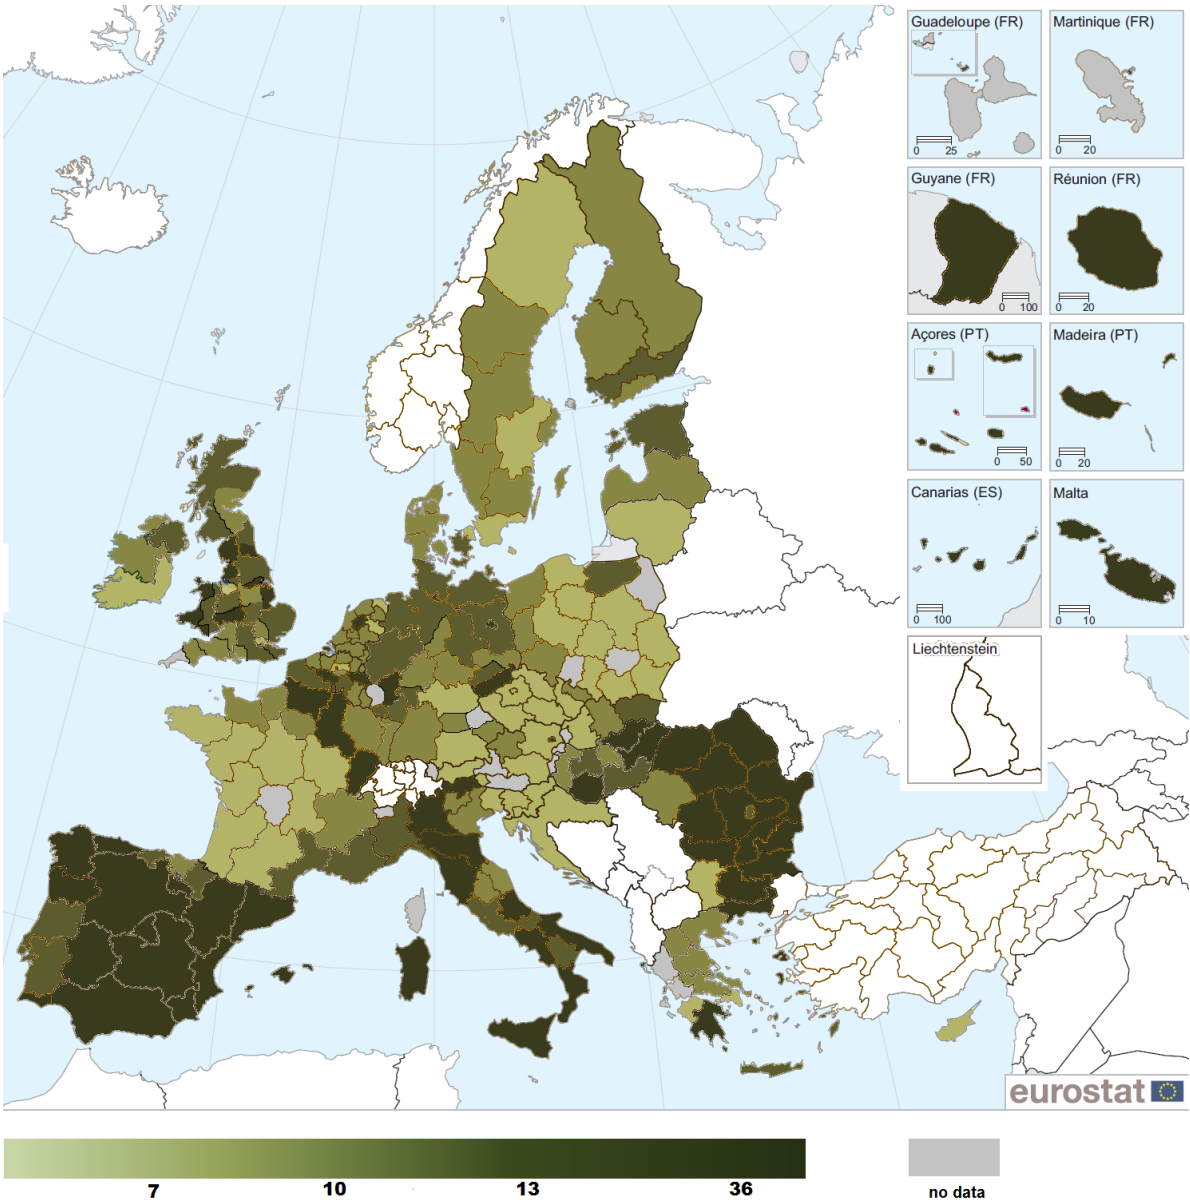 Guadeloupe (FR)
0 25
Martinique (FR)
0 20
Guyane (FR)
0 100
Réunion (FR)
0 20
Açores (PT)
0 50
Madeira (PT)
0 20
Canarias (ES)
0 100
Malta
0 10
Liechtenstein
eurostat
7 10 13 36
no data